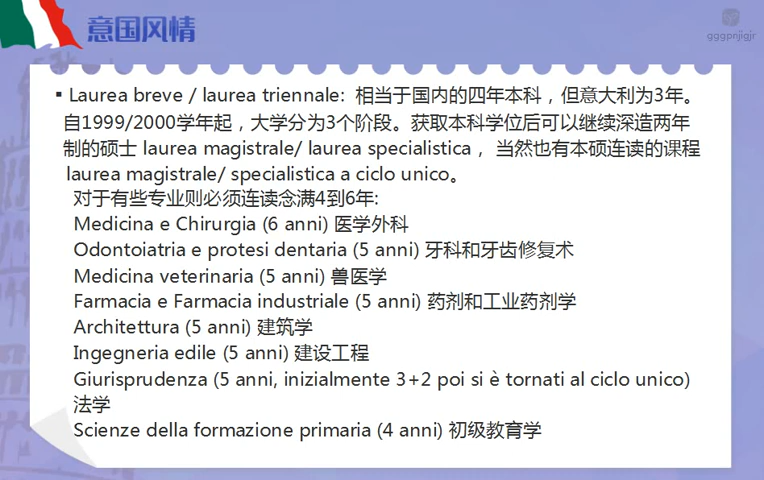 意国风情
gggpnjigjr
▪ Laurea breve / laurea triennale: 相当于国内的四年本科，但意大利为3年。
自1999/2000学年起，大学分为3个阶段。获取本科学位后可以继续深造两年
制的硕士 laurea magistrale/ laurea specialistica ，当然也有本硕连读的课程
laurea magistrale/ specialistica a ciclo unico。
对于有些专业则必须连读念满4到6年:
Medicina e Chirurgia (6 anni) 医学外科
Odontoiatria e protesi dentaria (5 anni) 牙科和牙齿修复术
Medicina veterinaria (5 anni) 兽医学
Farmacia e Farmacia industriale (5 anni) 药剂和工业药剂学
Architettura (5 anni) 建筑学
Ingegneria edile (5 anni) 建设工程
Giurisprudenza (5 anni, inizialmente 3+2 poi si è tornati al ciclo unico)
法学
Scienze della formazione primaria (4 anni) 初级教育学